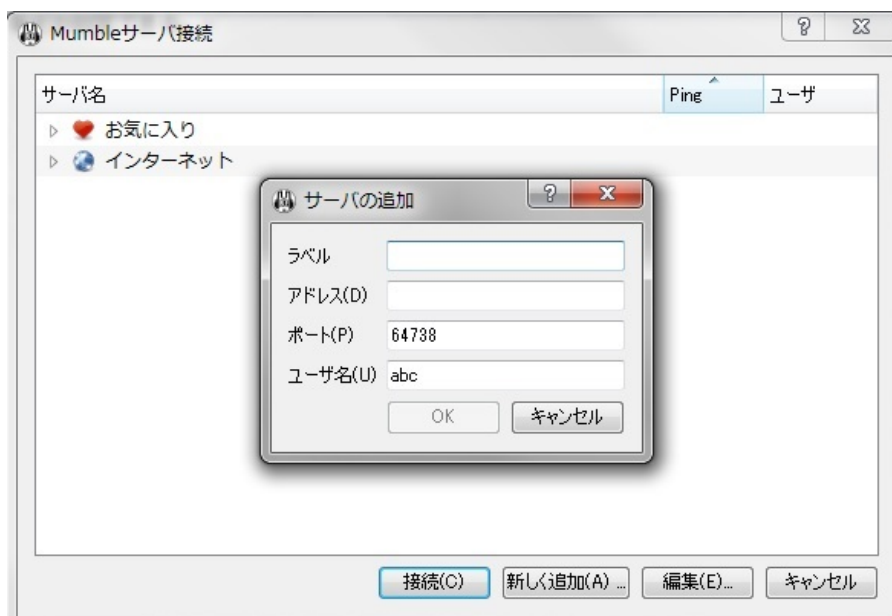 Mumbleサーバ接続
サーバ名 Ping ユーザ
お気に入り
インターネット
サーバの追加
ラベル
アドレス(D)
ポート(P) 64738
ユーザ名(U) abc
OK キャンセル
接続(C) 新しく追加(A) ... 編集(E)... キャンセル